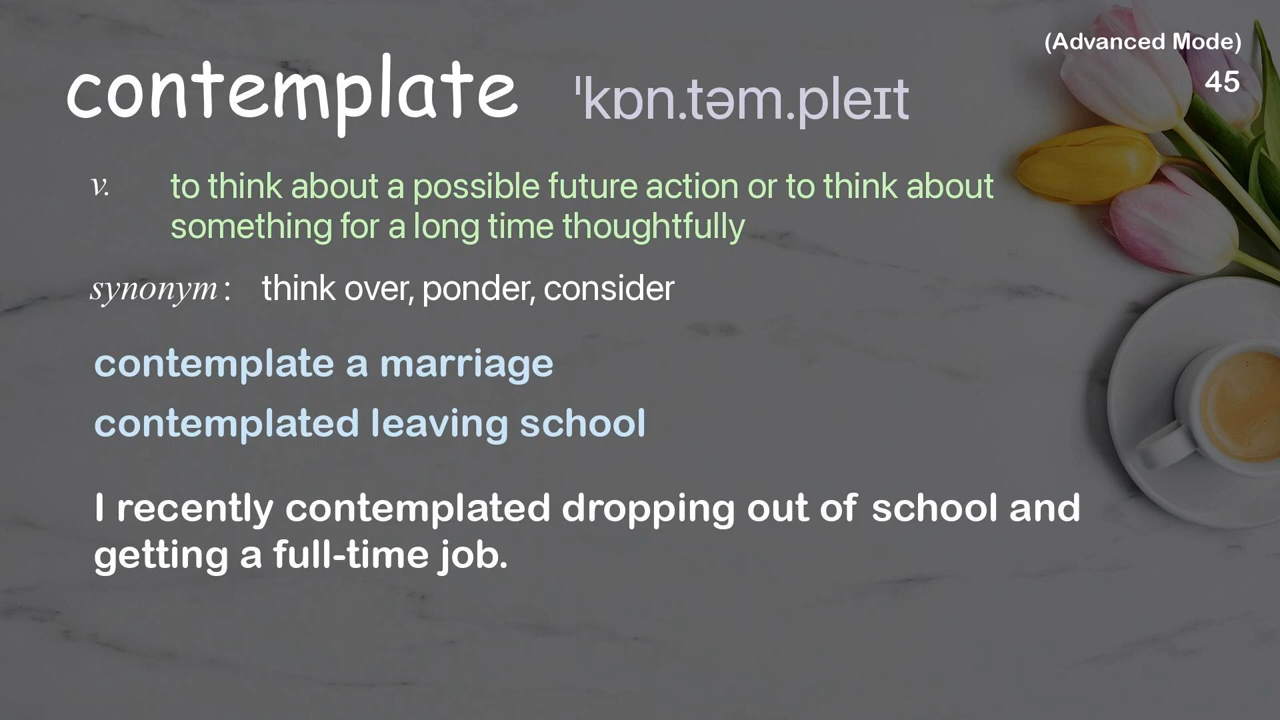 (Advanced Mode)
45
contemplate ˈkɒn.təm.pleɪt
v. to think about a possible future action or to think about
something for a long time thoughtfully
synonym: think over, ponder, consider
contemplate a marriage
contemplated leaving school
I recently contemplated dropping out of school and
getting a full-time job.